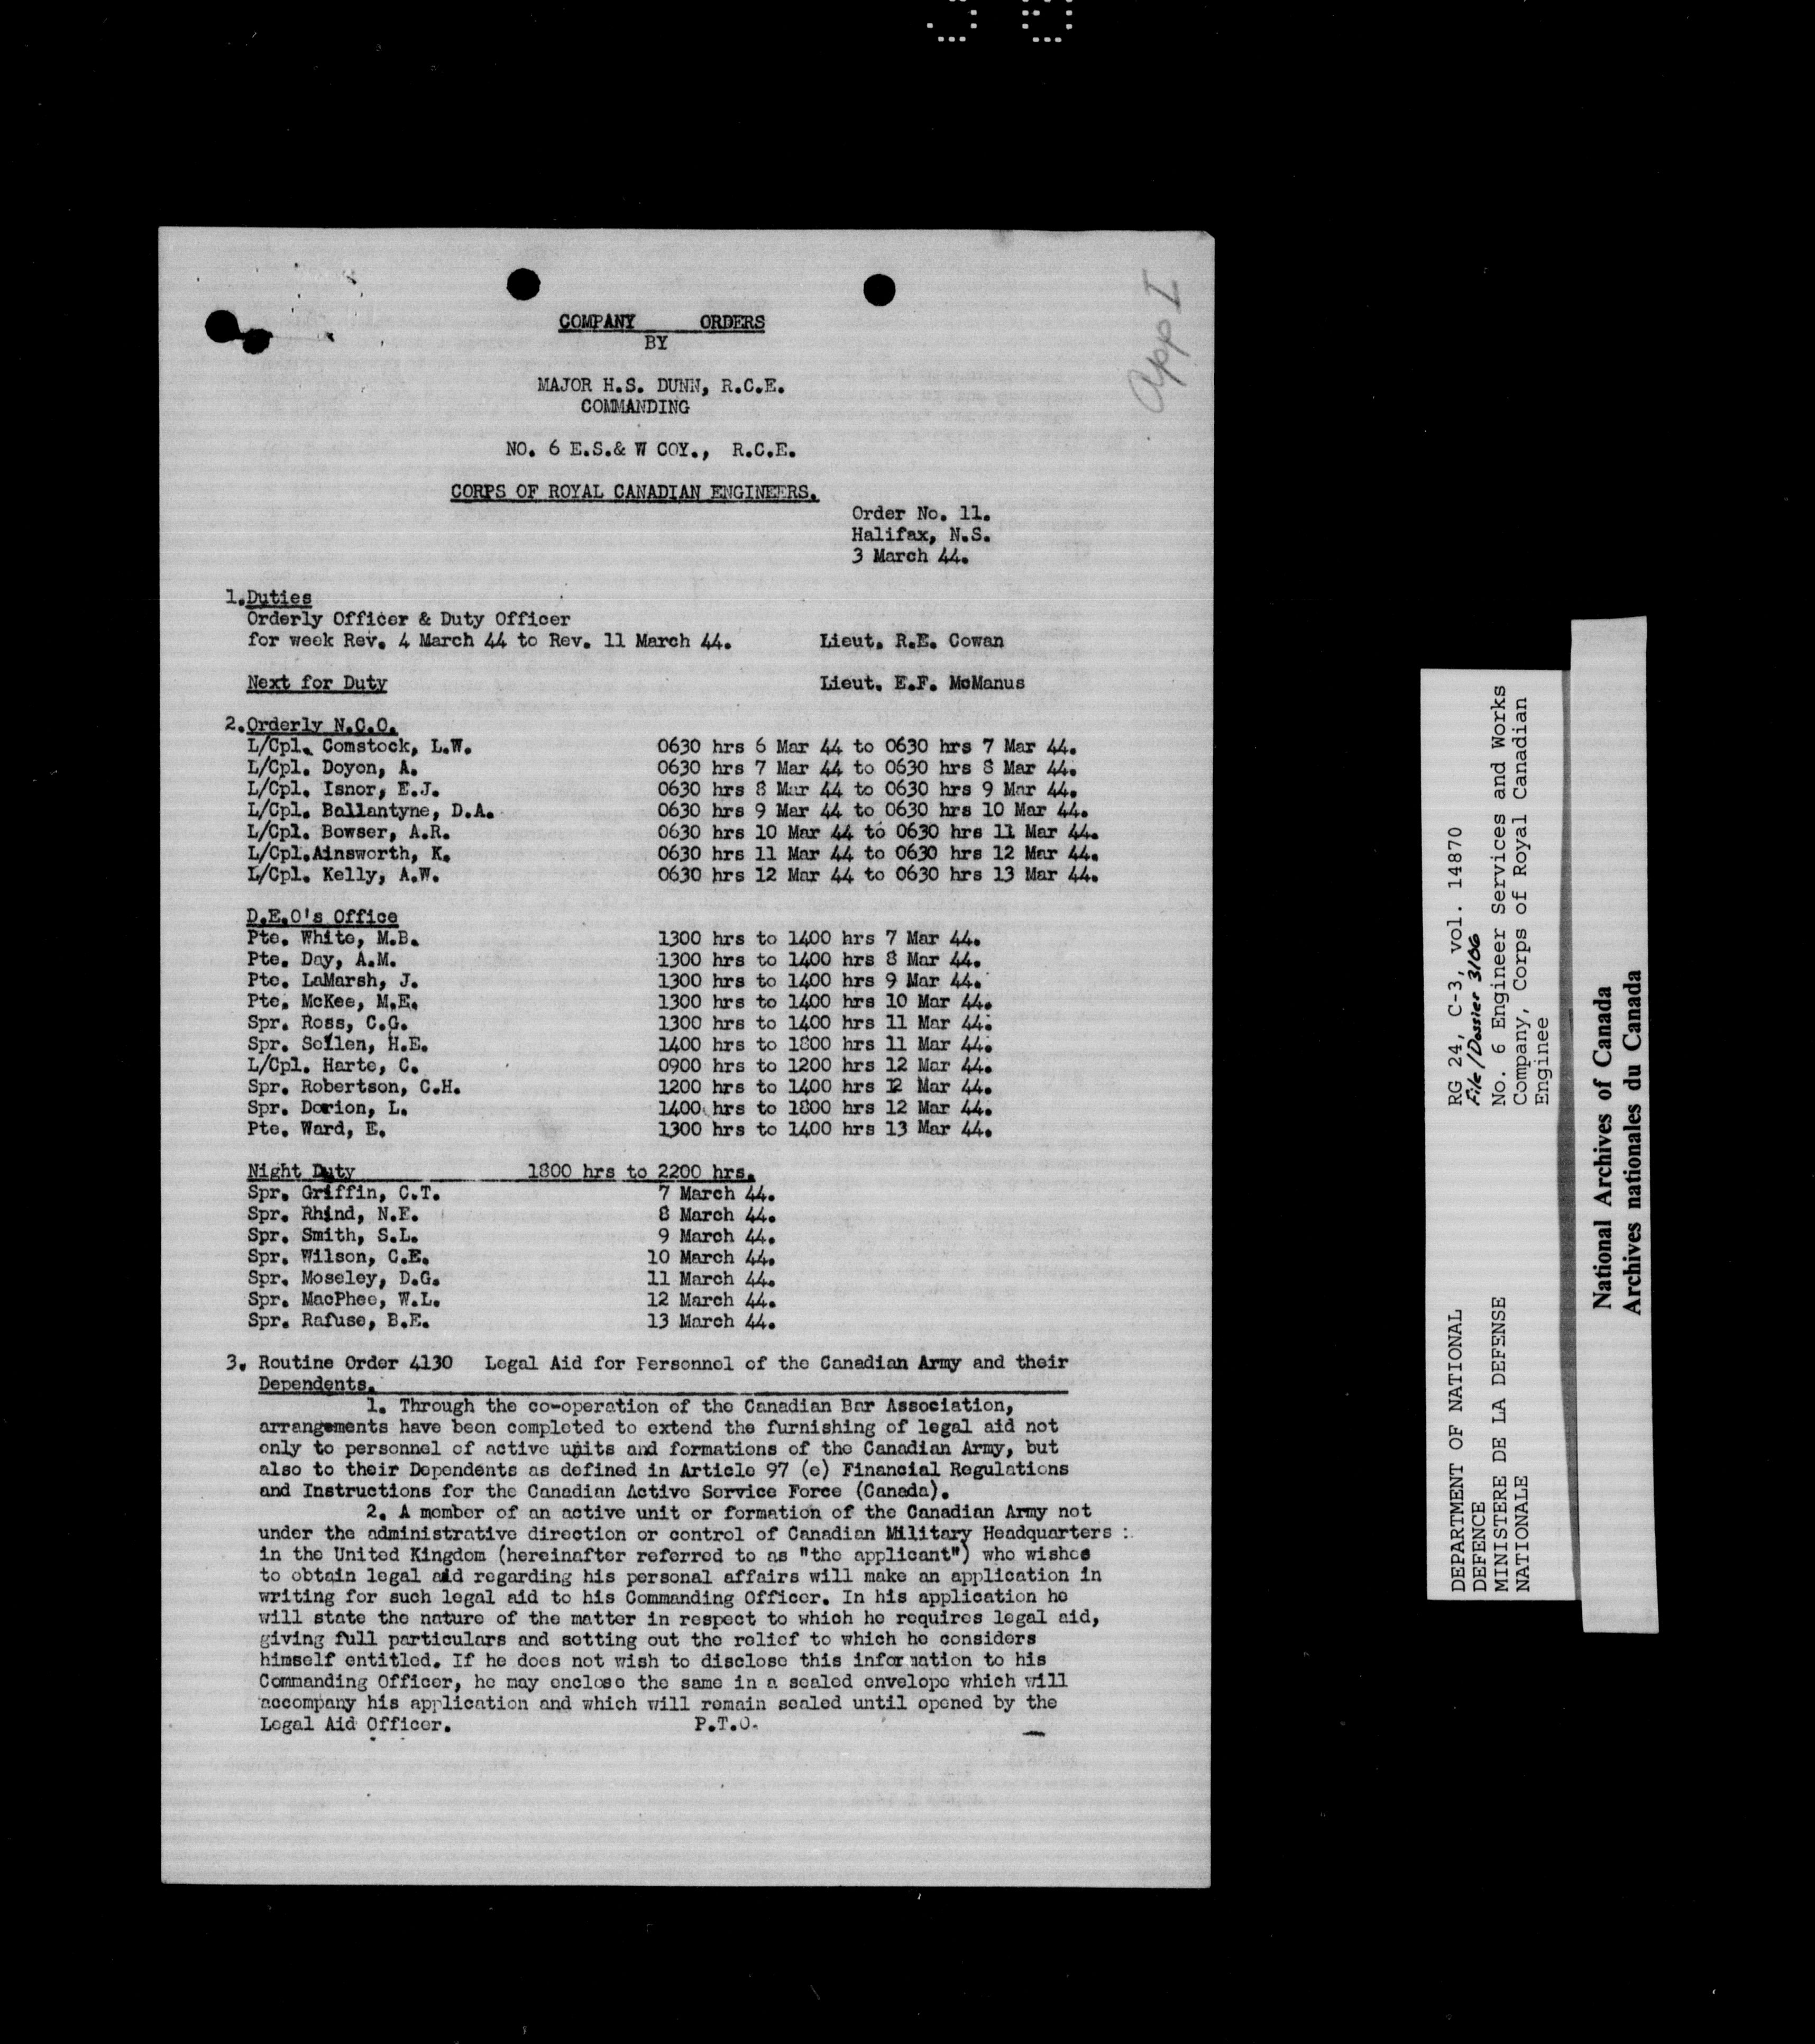 App I
COMPANY ORDERS
BY
MAJOR H.S. DUNN, R.C.E.
COMMANDING
NO. 6 E.S.& W COY., R.C.E.
CORPS OF ROYAL CANADIAN ENGINEERS.
Order No. 11.
Halifax, N.S.
3 March 44.
1.Duties
Orderly Officer & Duty Officer
for week Rev. 4 March 44 to Rev. 11 March 44. Lieut. R.E. Cowan
Next for Duty Lieut. E.F. McManus
2.Orderly N.C.O.
L/Cpl. Comstock, L.W. 0630 hrs 6 Mar 44 to 0630 hrs 7 Mar 44.
L/Cpl. Doyon, A. 0630 hrs 7 Mar 44 to 0630 hrs 8 Mar 44.
L/Cpl. Isnor, E.J. 0630 hrs 8 Mar 44 to 0630 hrs 9 Mar 44.
L/Cpl. Ballantyne, D.A. 0630 hrs 9 Mar 44 to 0630 hrs 10 Mar 44.
L/Cpl. Bowser, A.R. 0630 hrs 10 Mar 44 to 0630 hrs 11 Mar 44.
L/Cpl.Ainsworth, K. 0630 hrs 11 Mar 44 to 0630 hrs 12 Mar 44.
L/Cpl. Kelly, A.W. 0630 hrs 12 Mar 44 to 0630 hrs 13 Mar 44.
D.E.O's Office
Pte. White, M.B. 1300 hrs to 1400 hrs 7 Mar 44.
Pte. Day, A.M. 1300 hrs to 1400 hrs 8 Mar 44.
Pte. LaMarsh, J. 1300 hrs to 1400 hrs 9 Mar 44.
Pte. McKee, M.E. 1300 hrs to 1400 hrs 10 Mar 44.
Spr. Ross, C.G. 1300 hrs to 1400 hrs 11 Mar 44.
Spr. Sellen, H.E. 1400 hrs to 1800 hrs 11 Mar 44.
L/Cpl. Harte, C. 0900 hrs to 1200 hrs 12 Mar 44.
Spr. Robertson, C.H. 1200 hrs to 1400 hrs 12 Mar 44.
Spr. Dorion, L. 1400 hrs to 1800 hrs 12 Mar 44.
Pte. Ward, E. 1300 hrs to 1400 hrs 13 Mar 44.
Night Duty 1800 hrs to 2200 hrs.
Spr. Griffin, C.T. 7 March 44.
Spr. Rhind, N.F. 8 March 44.
Spr. Smith, S.L. 9 March 44.
Spr. Wilson, C.E. 10 March 44.
Spr. Moseley, D.G. 11 March 44.
Spr. MacPhee, W.L. 12 March 44.
Spr. Rafuse, B.E. 13 March 44.
3. Routine Order 4130 Legal Aid for Personnel of the Canadian Army and their
Dependents.
1. Through the co-operation of the Canadian Bar Association,
arrangements have been completed to extend the furnishing of legal aid not
only to personnel of active units and formations of the Canadian Army, but
also to their Dependents as defined in Article 97 (e) Financial Regulations
and Instructions for the Canadian Active Service Force (Canada).
2. A member of an active unit or formation of the Canadian Army not
under the administrative direction or control of Canadian Military Headquarters :
in the United Kingdom (hereinafter referred to as "the applicant") who wishes
to obtain legal aid regarding his personal affairs will make an application in
writing for such legal aid to his Commanding Officer. In his application he
will state the nature of the matter in respect to which he requires legal aid,
giving full particulars and setting out the relief to which he considers
himself entitled. If he does not wish to disclose this information to his
Commanding Officer, he may enclose the same in a sealed envelope which will
accompany his application and which will remain sealed until opened by the
Legal Aid Officer. P.T.O.
DEPARTMENT OF NATIONAL
DEFENCE
MINISTERE DE LA DEFENSE
NATIONALE
RG 24, C-3, vol. 14870
File/Dossier 3106
No. 6 Engineer Services and Works
Company, Corps of Royal Canadian
Enginee
National Archives of Canada
Archives nationales du Canada